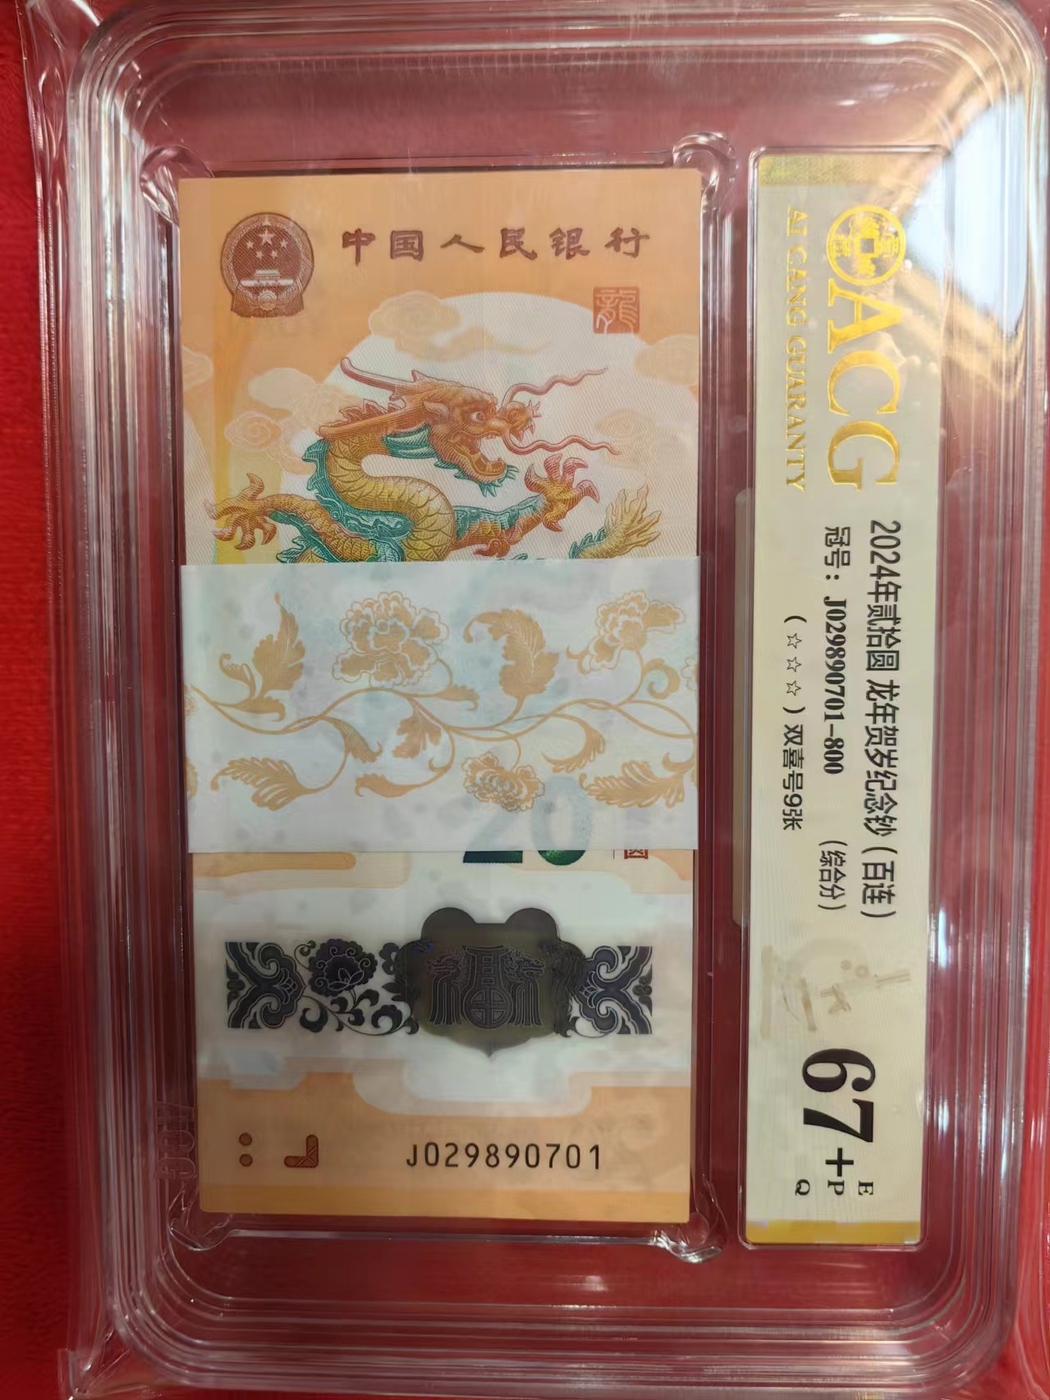 中国人民银行
龍
20
J029890701
ACG
AI CANG GUARANTY
2024年贰拾圆 龙年贺岁纪念钞（百连）
冠号：J029890701-800 （综合分）
（☆☆☆）双喜号9张
67+
E
P
Q